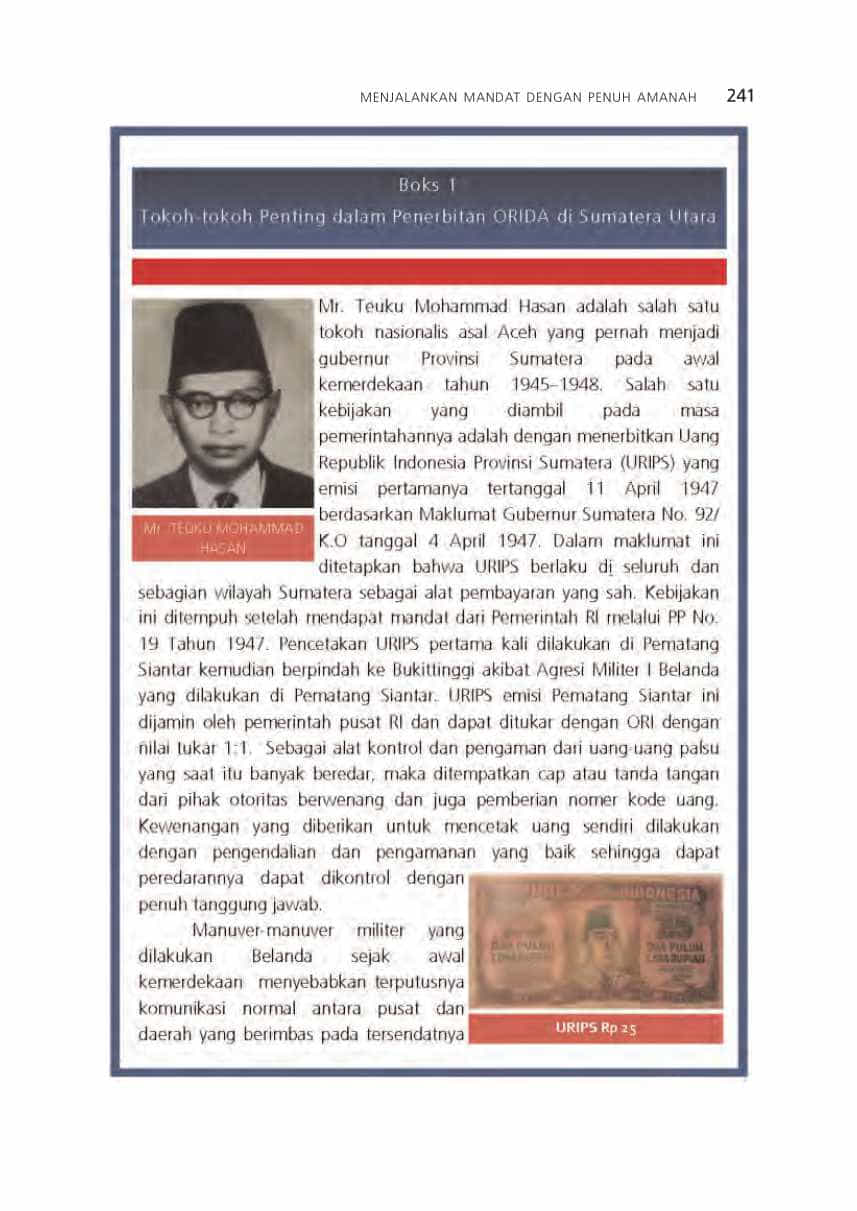 MENJALANKAN MANDAT DENGAN PENUH AMANAH 241
Boks 1
Tokoh-tokoh Penting dalam Penerbitan ORIDA di Sumatera Utara
Mr. Teuku Mohammad Hasan adalah salah satu
tokoh nasionalis asal Aceh yang pernah menjadi
gubernur Provinsi Sumatera pada awal
kemerdekaan tahun 1945–1948. Salah satu
kebijakan yang diambil pada masa
pemerintahannya adalah dengan menerbitkan Uang
Republik Indonesia Provinsi Sumatera (URIPS) yang
emisi pertamanya tertanggal 11 April 1947
berdasarkan Maklumat Gubernur Sumatera No. 92/
K.O tanggal 4 April 1947. Dalam maklumat ini
ditetapkan bahwa URIPS berlaku di seluruh dan
Mr. TEUKU MOHAMMAD
HASAN
sebagian wilayah Sumatera sebagai alat pembayaran yang sah. Kebijakan
ini ditempuh setelah mendapat mandat dari Pemerintah RI melalui PP No.
19 Tahun 1947. Pencetakan URIPS pertama kali dilakukan di Pematang
Siantar kemudian berpindah ke Bukittinggi akibat Agresi Militer I Belanda
yang dilakukan di Pematang Siantar. URIPS emisi Pematang Siantar ini
dijamin oleh pemerintah pusat RI dan dapat ditukar dengan ORI dengan
nilai tukar 1:1. Sebagai alat kontrol dan pengaman dari uang-uang palsu
yang saat itu banyak beredar, maka ditempatkan cap atau tanda tangan
dari pihak otoritas berwenang dan juga pemberian nomer kode uang.
Kewenangan yang diberikan untuk mencetak uang sendiri dilakukan
dengan pengendalian dan pengamanan yang baik sehingga dapat
peredarannya dapat dikontrol dengan
penuh tanggung jawab.
Manuver-manuver militer yang
dilakukan Belanda sejak awal
kemerdekaan menyebabkan terputusnya
komunikasi normal antara pusat dan
daerah yang berimbas pada tersendatnya
INDONESIA
DUA PULUH
LIMA RUPIAH
DUA PULUH
LIMA RUPIAH
URIPS Rp 25